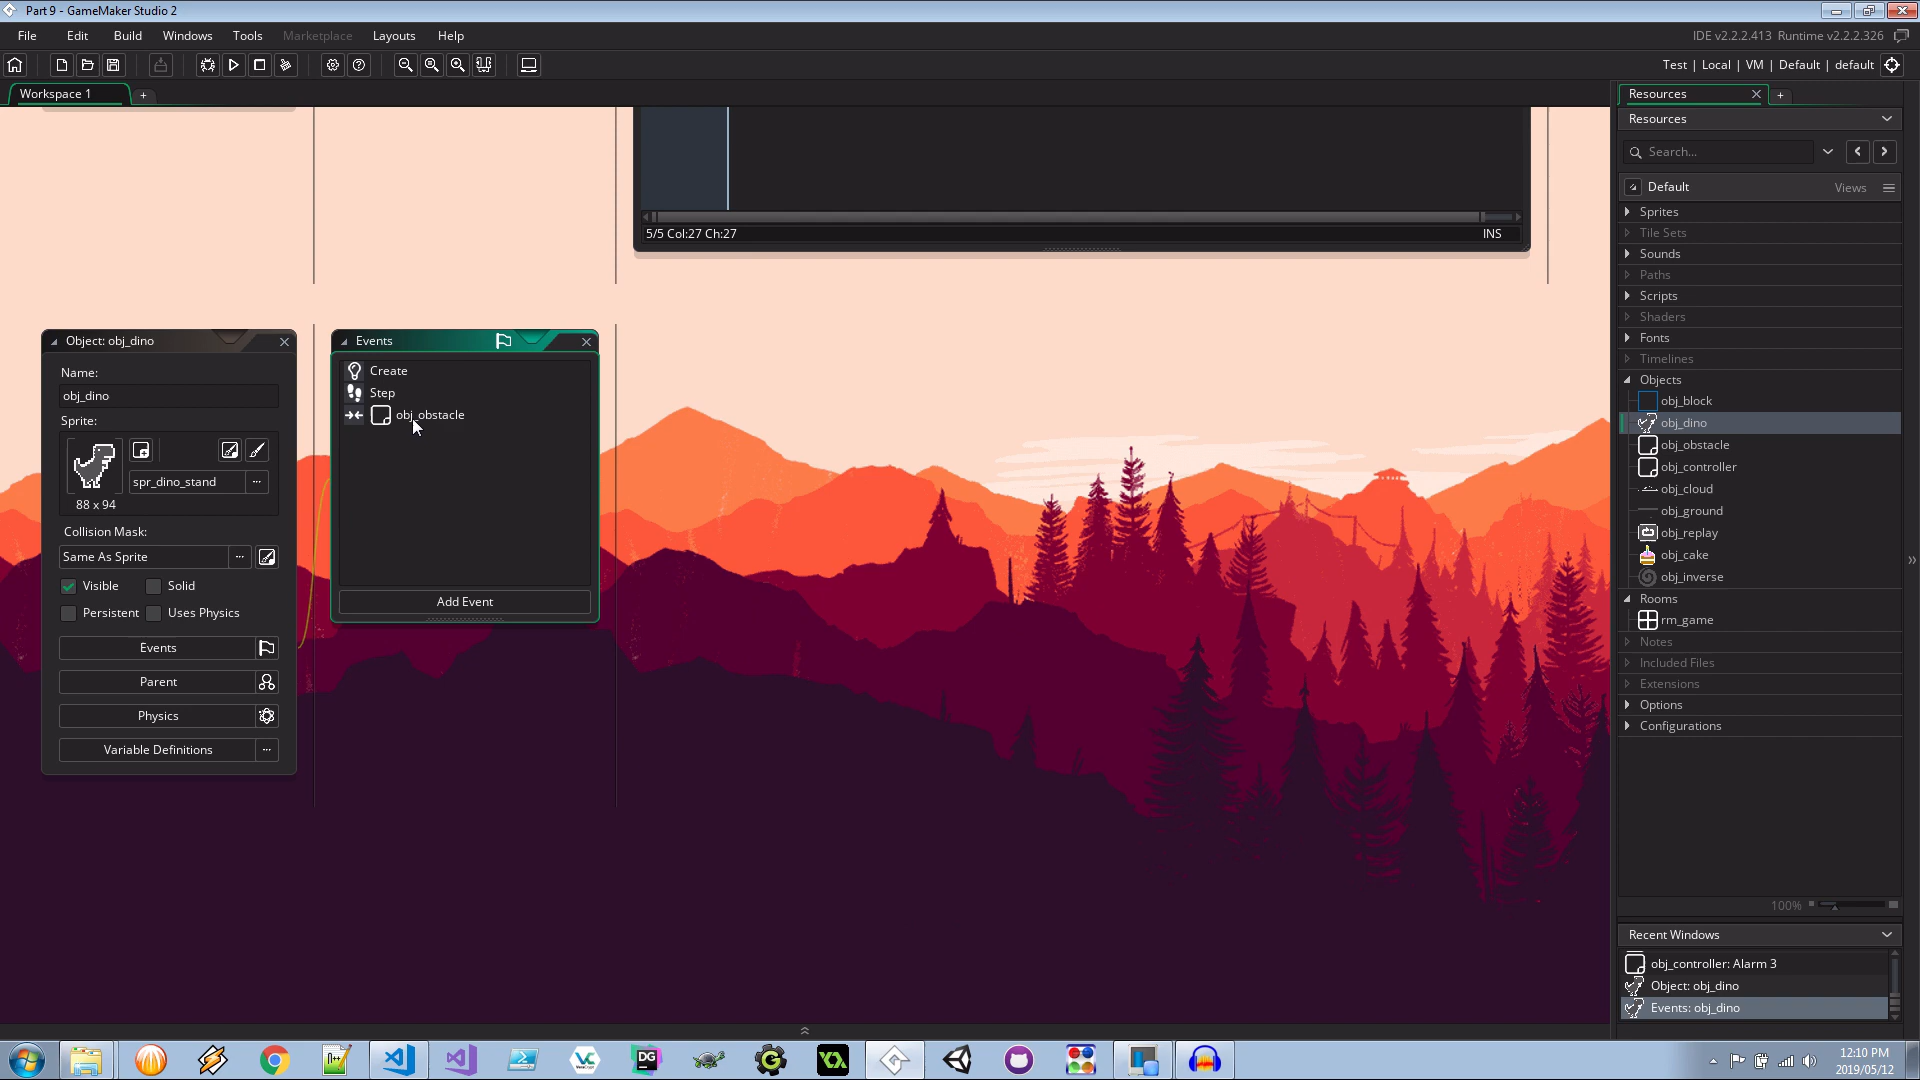 Part 9 - GameMaker Studio 2
File Edit Build Windows Tools Marketplace Layouts Help
IDE v2.2.2.413 Runtime v2.2.2.326
Test | Local | VM | Default | default
Workspace 1
5/5 Col:27 Ch:27
INS
Object: obj_dino
Name:
obj_dino
Sprite:
spr_dino_stand
88 x 94
Collision Mask:
Same As Sprite
Visible
Solid
Persistent
Uses Physics
Events
Parent
Physics
Variable Definitions
Events
Create
Step
obj_obstacle
Add Event
Resources
Resources
Search...
Default
Views
Sprites
Tile Sets
Sounds
Paths
Scripts
Shaders
Fonts
Timelines
Objects
obj_block
obj_dino
obj_obstacle
obj_controller
obj_cloud
obj_ground
obj_replay
obj_cake
obj_inverse
Rooms
rm_game
Notes
Included Files
Extensions
Options
Configurations
100%
Recent Windows
obj_controller: Alarm 3
Object: obj_dino
Events: obj_dino
DG
12:10 PM
2019/05/12